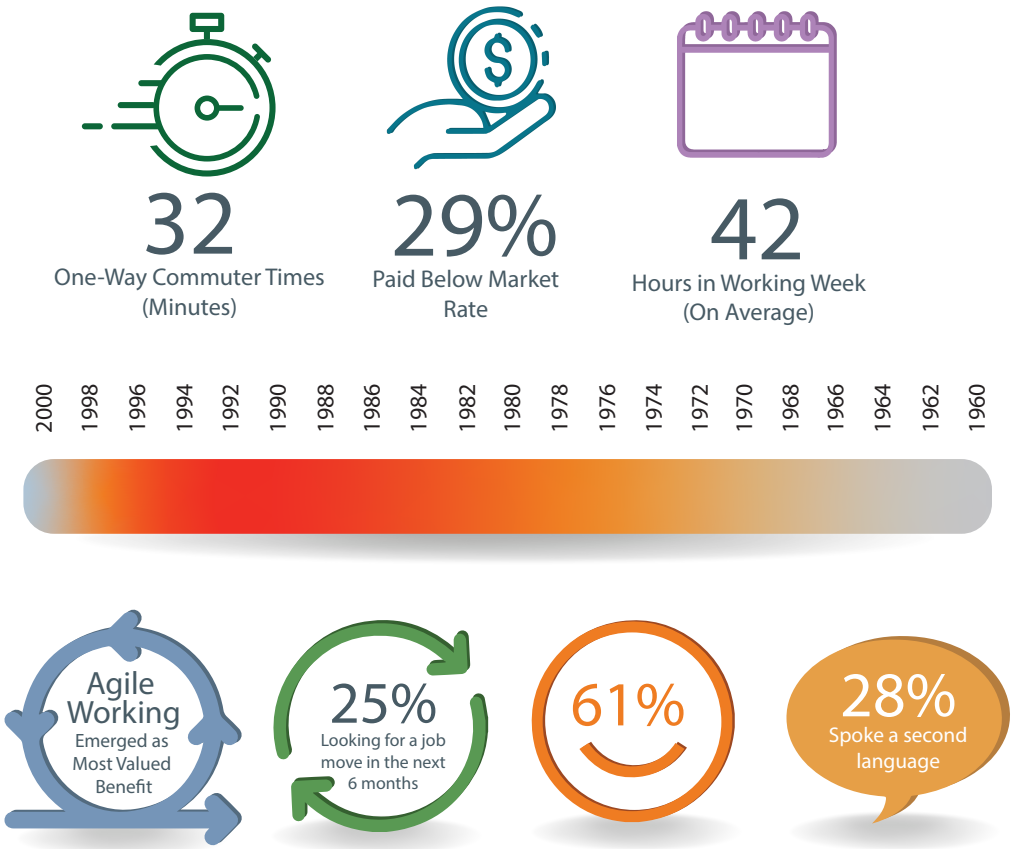 $
32
One-Way Commuter Times
(Minutes)
29%
Paid Below Market
Rate
42
Hours in Working Week
(On Average)
2000
1998
1996
1994
1992
1990
1988
1986
1984
1982
1980
1978
1976
1974
1972
1970
1968
1966
1964
1962
1960
Agile
Working
Emerged as
Most Valued
Benefit
25%
Looking for a job
move in the next
6 months
61%
28%
Spoke a second
language